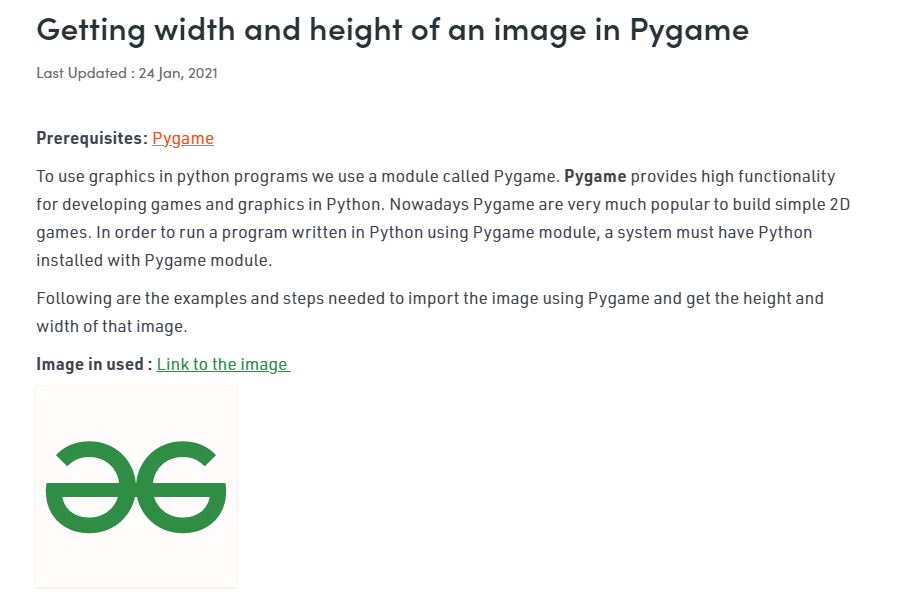 Getting width and height of an image in Pygame
Last Updated : 24 Jan, 2021
Prerequisites: Pygame
To use graphics in python programs we use a module called Pygame. Pygame provides high functionality
for developing games and graphics in Python. Nowadays Pygame are very much popular to build simple 2D
games. In order to run a program written in Python using Pygame module, a system must have Python
installed with Pygame module.
Following are the examples and steps needed to import the image using Pygame and get the height and
width of that image.
Image in used : Link to the image